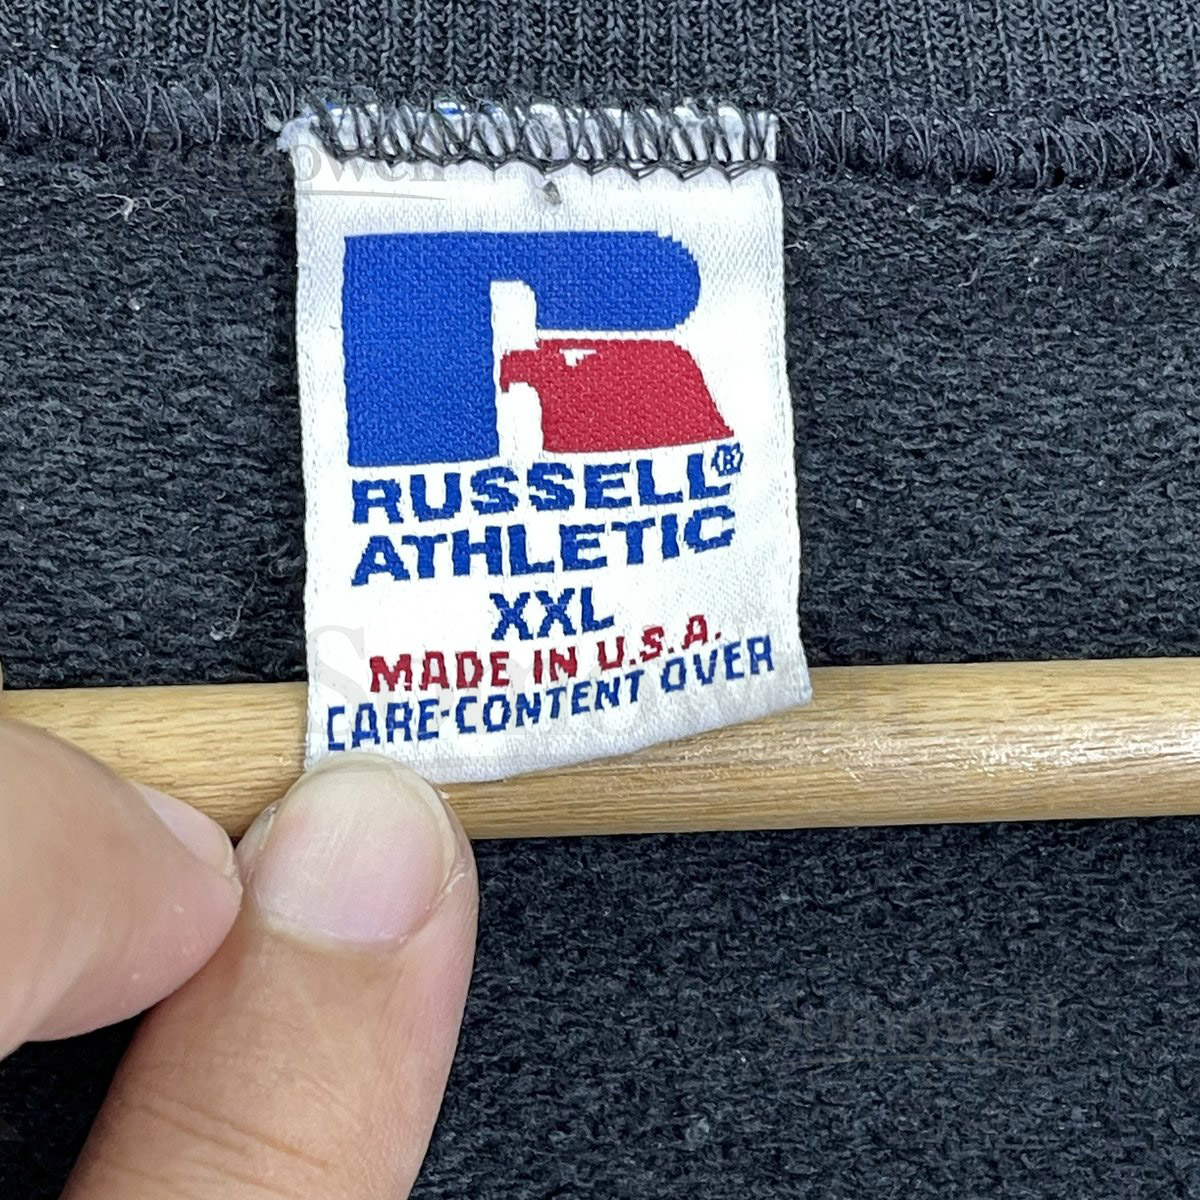 RUSSELL®
ATHLETIC
XXL
MADE IN U.S.A.
CARE-CONTENT OVER